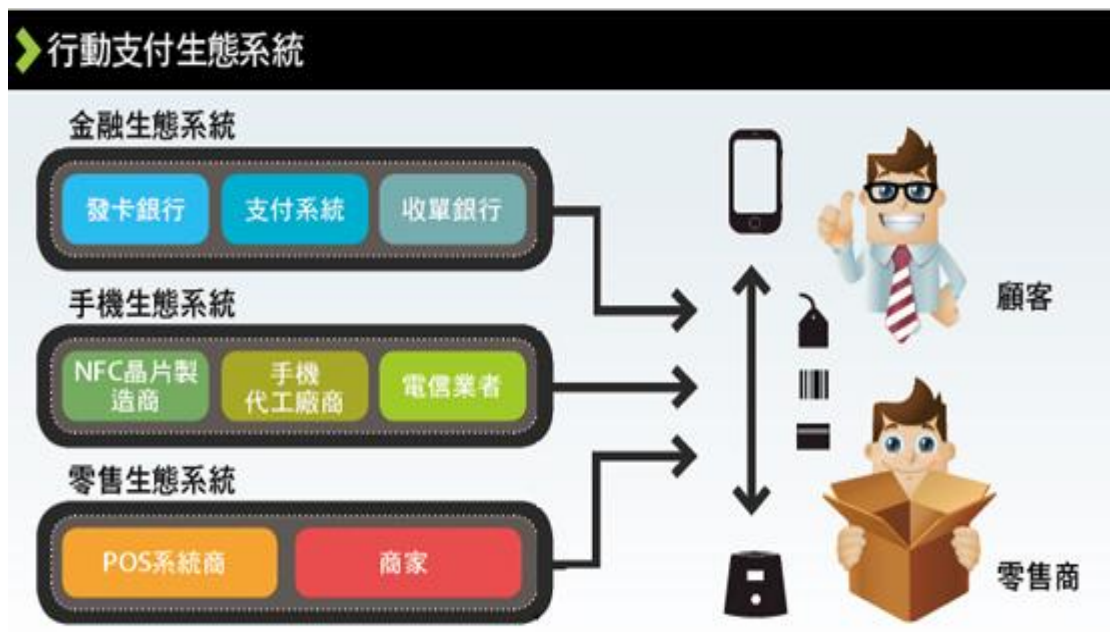 行動支付生態系統
金融生態系統
發卡銀行
支付系統
收單銀行
手機生態系統
NFC晶片製
造商
手機
代工廠商
電信業者
零售生態系統
POS系統商
商家
顧客
零售商